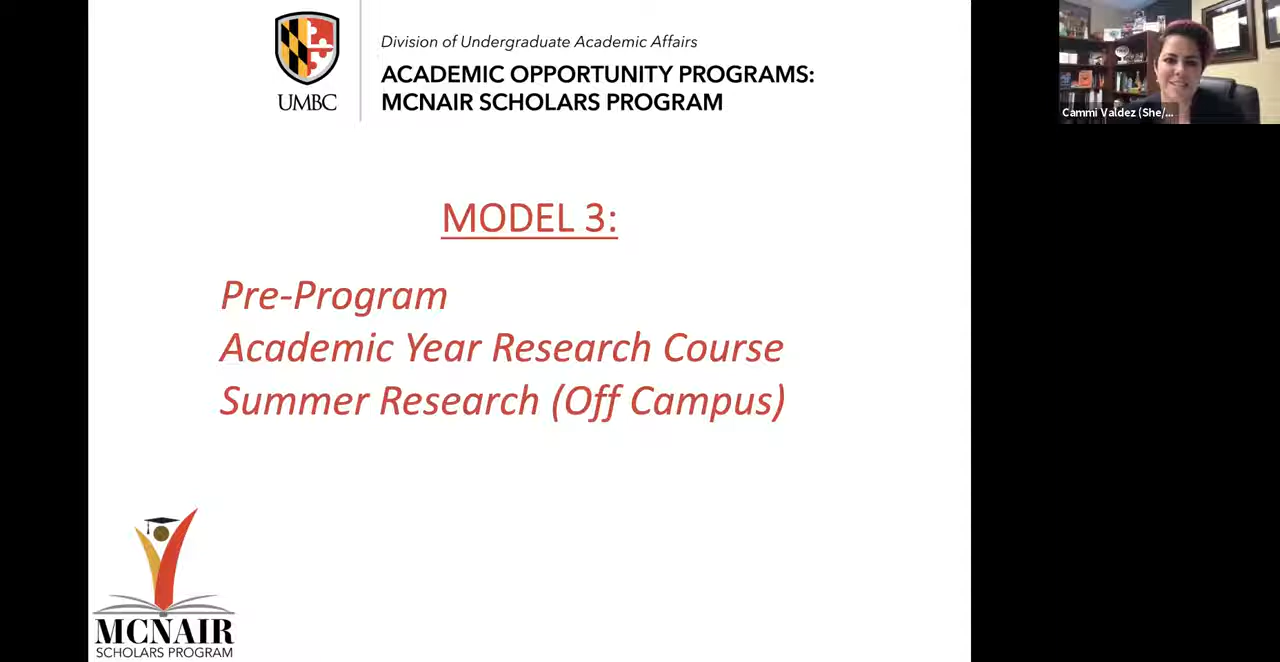 Division of Undergraduate Academic Affairs
ACADEMIC OPPORTUNITY PROGRAMS:
MCNAIR SCHOLARS PROGRAM
UMBC
Cammi Valdez (She/...
MODEL 3:
Pre-Program
Academic Year Research Course
Summer Research (Off Campus)
MCNAIR
SCHOLARS PROGRAM